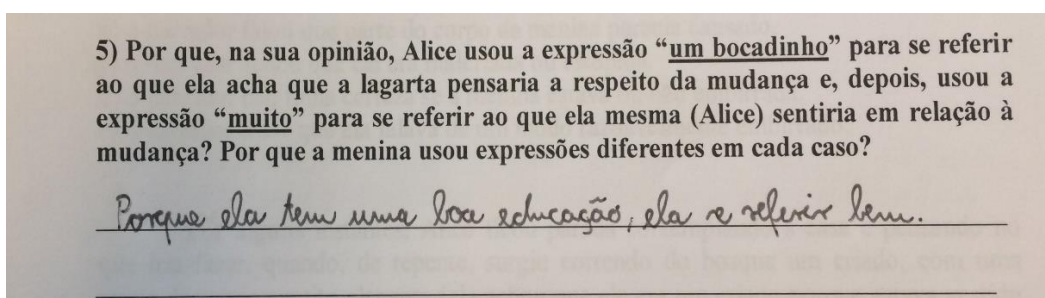 5) Por que, na sua opinião, Alice usou a expressão “um bocadinho” para se referir
ao que ela acha que a lagarta pensaria a respeito da mudança e, depois, usou a
expressão “muito” para se referir ao que ela mesma (Alice) sentiria em relação à
mudança? Por que a menina usou expressões diferentes em cada caso?
Porque ela tem uma boa educação, ela se referir bem.